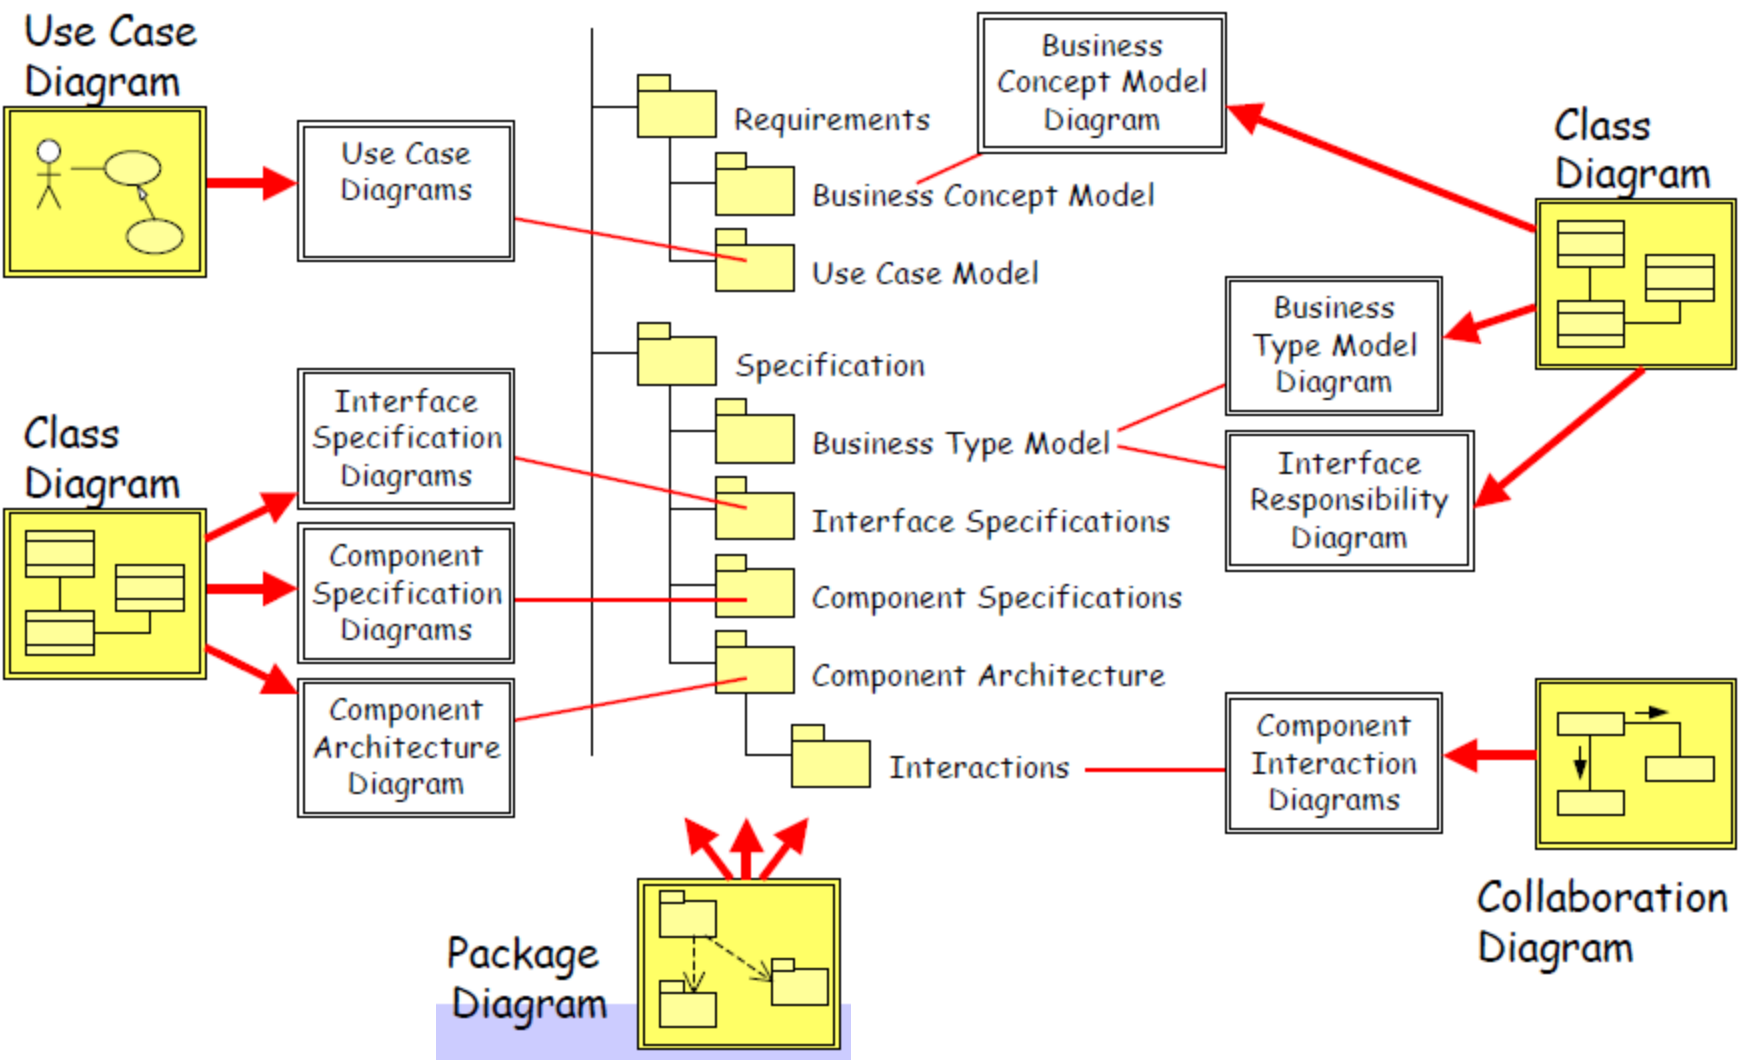 Use Case
Diagram
Use Case
Diagrams
Requirements
Business Concept Model
Use Case Model
Business
Concept Model
Diagram
Class
Diagram
Specification
Business Type Model
Interface Specifications
Component Specifications
Component Architecture
Interactions
Business
Type Model
Diagram
Interface
Responsibility
Diagram
Class
Diagram
Interface
Specification
Diagrams
Component
Specification
Diagrams
Component
Architecture
Diagram
Component
Interaction
Diagrams
Collaboration
Diagram
Package
Diagram